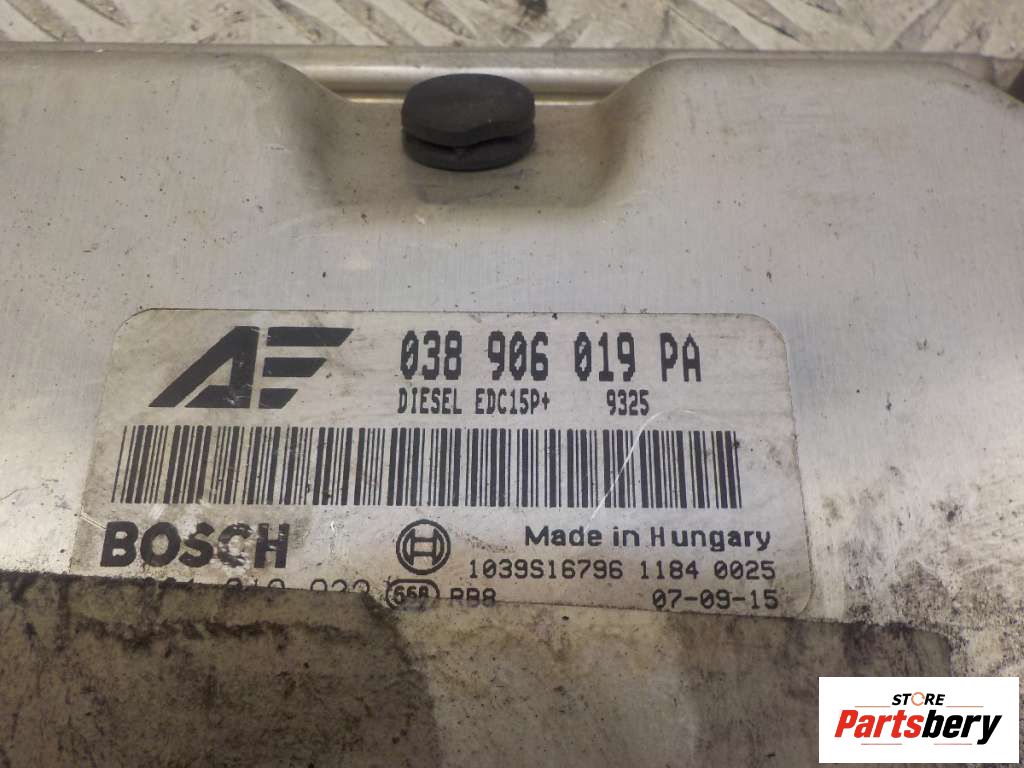 AF 038 906 019 PA
DIESEL EDC15P+ 9325
BOSCH Made in Hungary
1039S16796 1184 0025
RB8 07-09-15
STORE
Partsbery